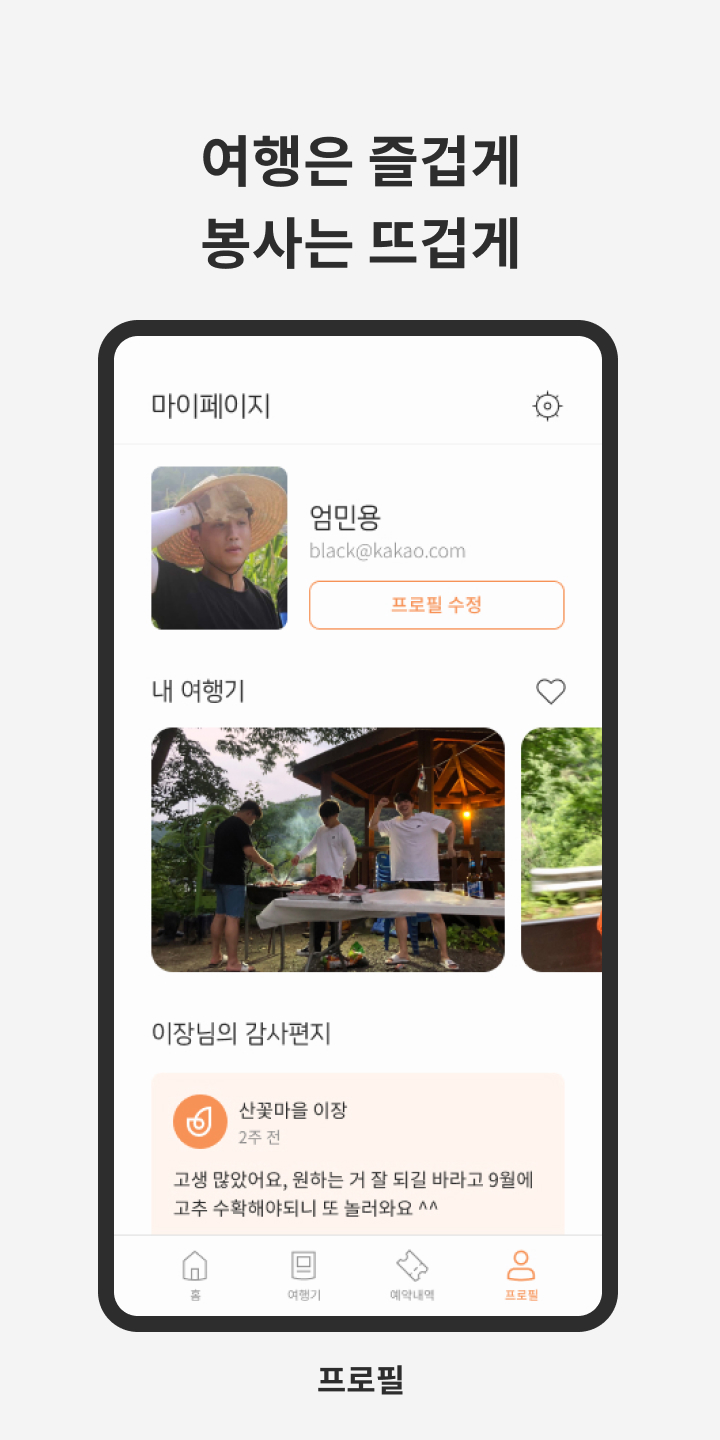 여행은 즐겁게
봉사는 뜨겁게
마이페이지
엄민용
black@kakao.com
프로필 수정
내 여행기
이장님의 감사편지
산꽃마을 이장
2주 전
고생 많았어요, 원하는 거 잘 되길 바라고 9월에
고추 수확해야되니 또 놀러와요 ^^
홈
여행기
예약내역
프로필
프로필